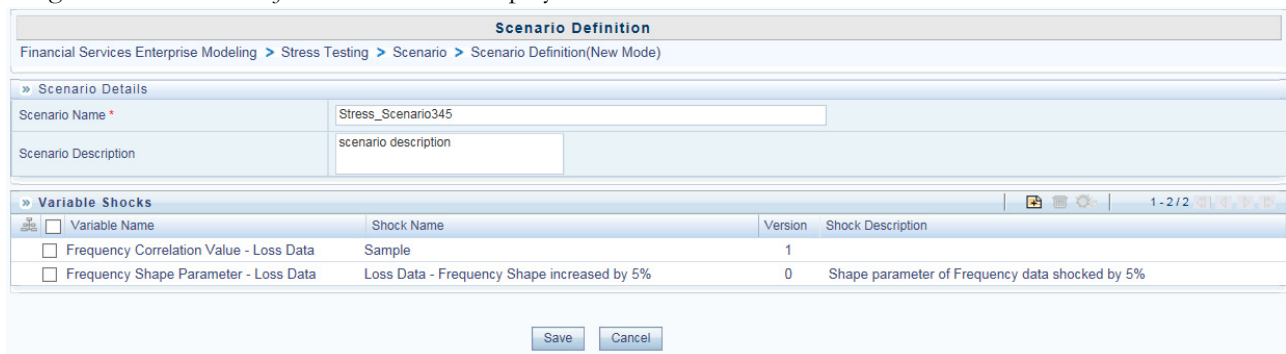 Scenario Definition
Financial Services Enterprise Modeling > Stress Testing > Scenario > Scenario Definition(New Mode)
» Scenario Details
Scenario Name *
Stress_Scenario345
Scenario Description
scenario description
» Variable Shocks
1 - 2 / 2
Variable Name Shock Name Version Shock Description
Frequency Correlation Value - Loss Data Sample 1
Frequency Shape Parameter - Loss Data Loss Data - Frequency Shape increased by 5% 0 Shape parameter of Frequency data shocked by 5%
Save Cancel